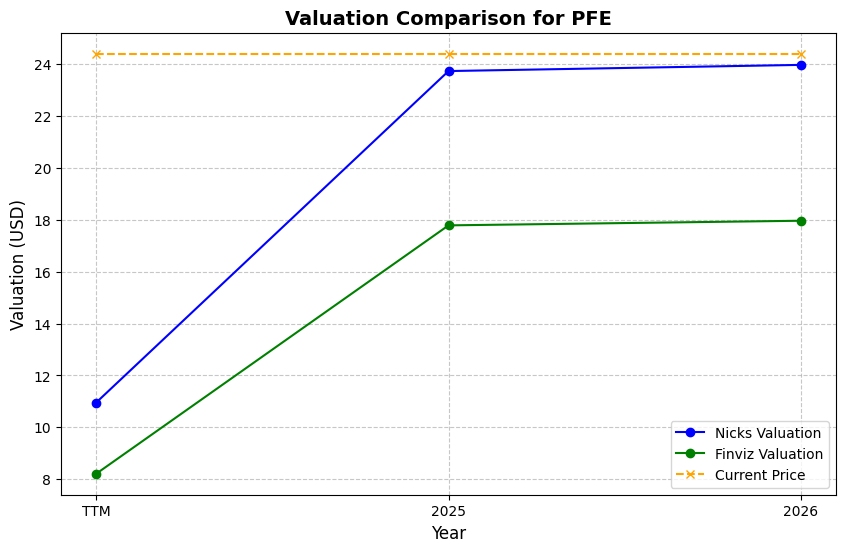 Valuation Comparison for PFE
Valuation (USD)
24
22
20
18
16
14
12
10
8
TTM
2025
2026
Year
Nicks Valuation
Finviz Valuation
Current Price